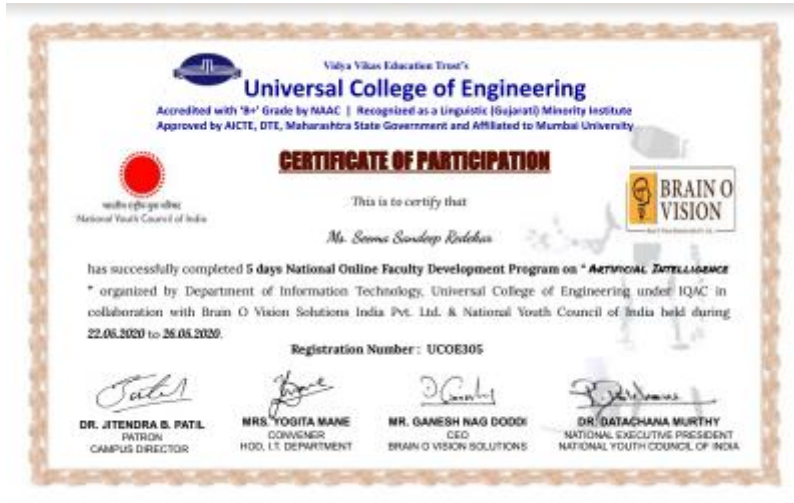 Vidya Vikas Education Trust's
Universal College of Engineering
Accredited with 'B+' Grade by NAAC | Recognized as a Linguistic (Gujarati) Minority Institute
Approved by AICTE, DTE, Maharashtra State Government and Affiliated to Mumbai University
CERTIFICATE OF PARTICIPATION
National Youth Council of India
BRAIN O
VISION
This is to certify that
Ms. Seema Sandeep Redekar
has successfully completed 5 days National Online Faculty Development Program on " ARTIFICIAL INTELLIGENCE
" organized by Department of Information Technology, Universal College of Engineering under IQAC in
collaboration with Brain O Vision Solutions India Pvt. Ltd. & National Youth Council of India held during
22.05.2020 to 26.05.2020.
Registration Number : UCOE305
DR. JITENDRA B. PATIL
PATRON
CAMPUS DIRECTOR
MRS. YOGITA MANE
CONVENER
HOD, I.T. DEPARTMENT
MR. GANESH NAG DODDI
CEO
BRAIN O VISION SOLUTIONS
DR. DATACHANA MURTHY
NATIONAL EXECUTIVE PRESIDENT
NATIONAL YOUTH COUNCIL OF INDIA